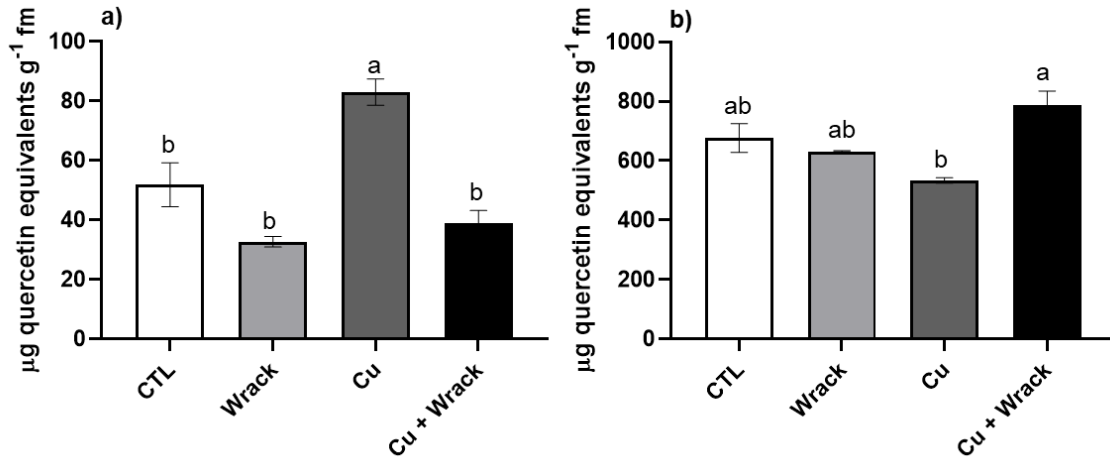 a)
µg quercetin equivalents g⁻¹ fm
100
80
60
40
20
0
b
b
a
b
CTL
Wrack
Cu
Cu + Wrack
b)
µg quercetin equivalents g⁻¹ fm
1000
800
600
400
200
0
ab
ab
b
a
CTL
Wrack
Cu
Cu + Wrack